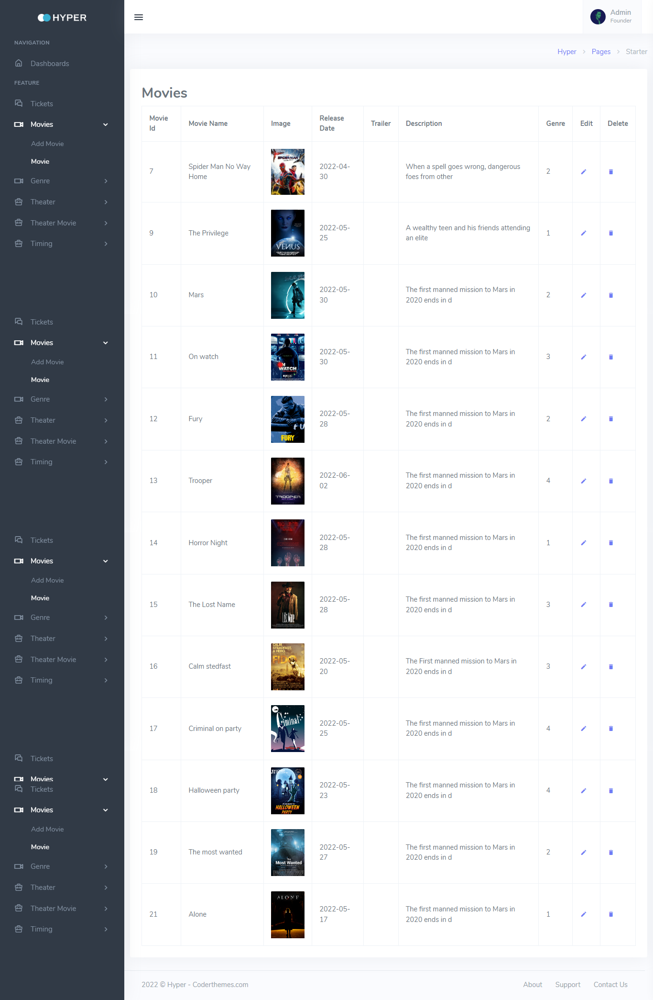 HYPER
Admin
Founder
NAVIGATION
Dashboards
FEATURE
Tickets
Movies
Add Movie
Movie
Genre
Theater
Theater Movie
Timing
Tickets
Movies
Add Movie
Movie
Genre
Theater
Theater Movie
Timing
Tickets
Movies
Add Movie
Movie
Genre
Theater
Theater Movie
Timing
Tickets
Movies
Tickets
Movies
Add Movie
Movie
Genre
Theater
Theater Movie
Timing
Hyper > Pages > Starter
Movies
Movie Id Movie Name Image Release Date Trailer Description Genre Edit Delete
7 Spider Man No Way Home SPIDER-MAN 2022-04-30 When a spell goes wrong, dangerous foes from other 2
9 The Privilege VENUS 2022-05-25 A wealthy teen and his friends attending an elite 1
10 Mars MAR 2022-05-30 The first manned mission to Mars in 2020 ends in d 2
11 On watch ON WATCH 2022-05-30 The first manned mission to Mars in 2020 ends in d 3
12 Fury FURY 2022-05-28 The first manned mission to Mars in 2020 ends in d 2
13 Trooper TROOPER 2022-06-02 The first manned mission to Mars in 2020 ends in d 4
14 Horror Night 2022-05-28 The first manned mission to Mars in 2020 ends in d 1
15 The Lost Name Lost Name 2022-05-28 The first manned mission to Mars in 2020 ends in d 3
16 Calm stedfast CALM. STEADFAST. A HERO. FIDO 2022-05-20 The First manned mission to Mars in 2020 ends in d 3
17 Criminal on party Criminal 2022-05-25 The first manned mission to Mars in 2020 ends in d 4
18 Halloween party 31 HALLOWEEN PARTY 2022-05-23 The first manned mission to Mars in 2020 ends in d 4
19 The most wanted The Most Wanted 2022-05-27 The first manned mission to Mars in 2020 ends in d 2
21 Alone ALONE 2022-05-17 The first manned mission to Mars in 2020 ends in d 1
2022 © Hyper - Coderthemes.com
About Support Contact Us